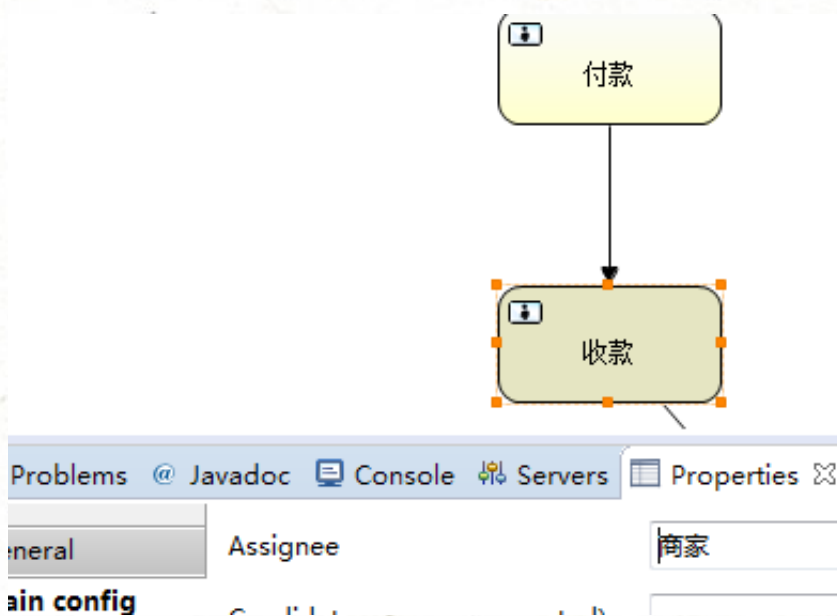 付款
收款
Problems @ Javadoc Console Servers Properties
eneral
Assignee 商家
ain config